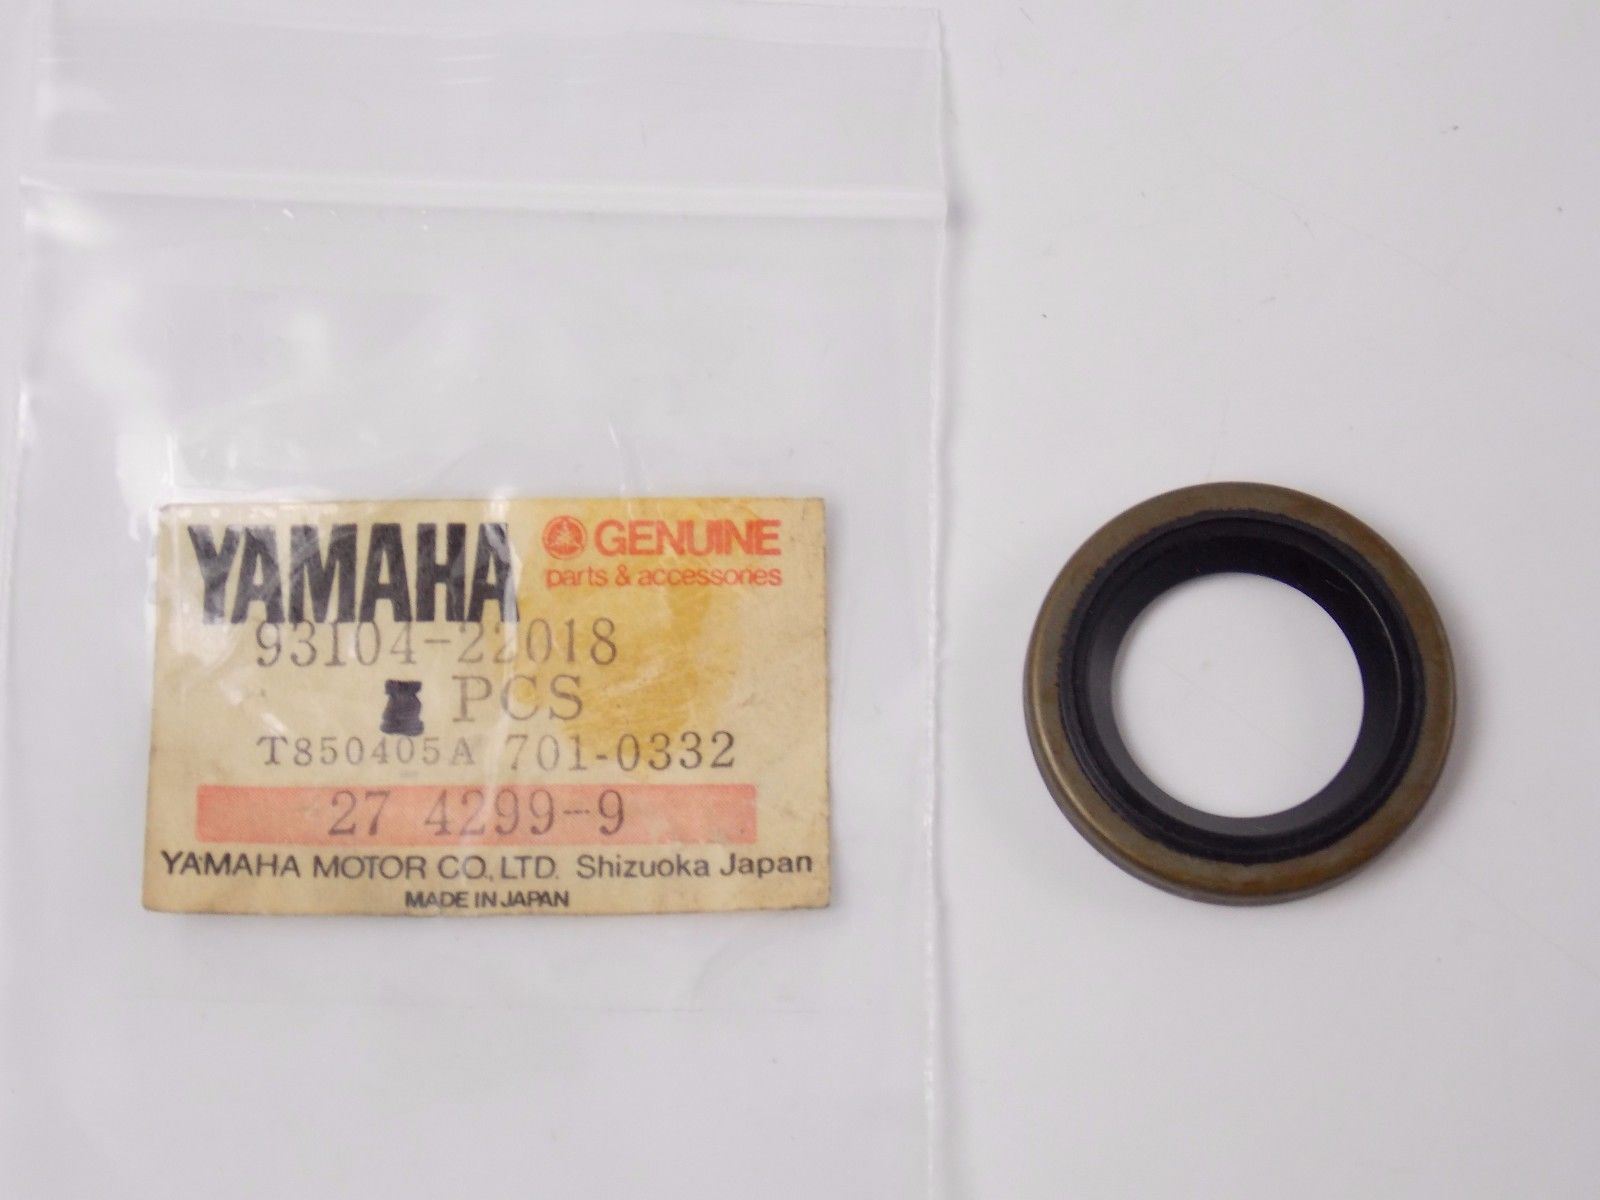 YAMAHA GENUINE
parts & accessories
93104-22018
PCS
T850405A 701-0332
27 4299-9
YAMAHA MOTOR CO., LTD. Shizuoka Japan
MADE IN JAPAN